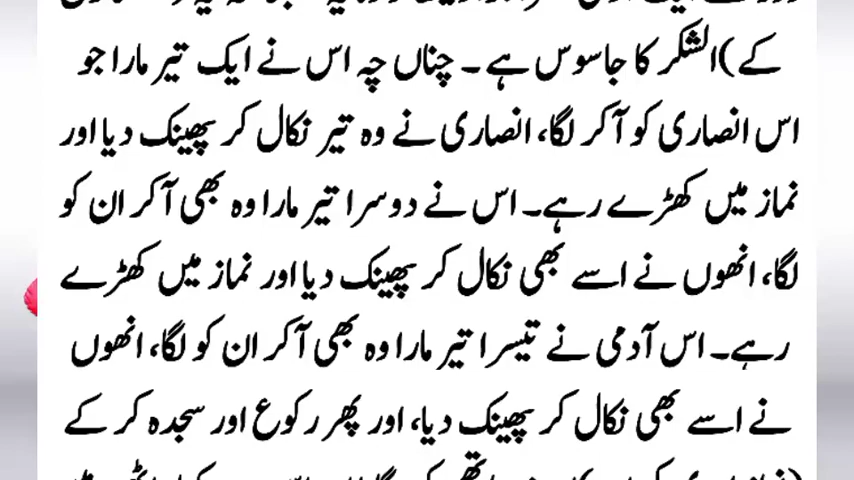 کے) لشکر کا جاسوس ہے۔ چناں چہ اس نے ایک تیر مارا جو
اس انصاری کو آکر لگا، انصاری نے وہ تیر نکال کر پھینک دیا اور
نماز میں کھڑے رہے۔ اس نے دوسرا تیر مارا وہ بھی آکر ان کو
لگا، انھوں نے اسے بھی نکال کر پھینک دیا اور نماز میں کھڑے
رہے۔ اس آدمی نے تیسرا تیر مارا وہ بھی آکر ان کو لگا، انھوں
نے اسے بھی نکال کر پھینک دیا، اور پھر رکوع اور سجدہ کر کے